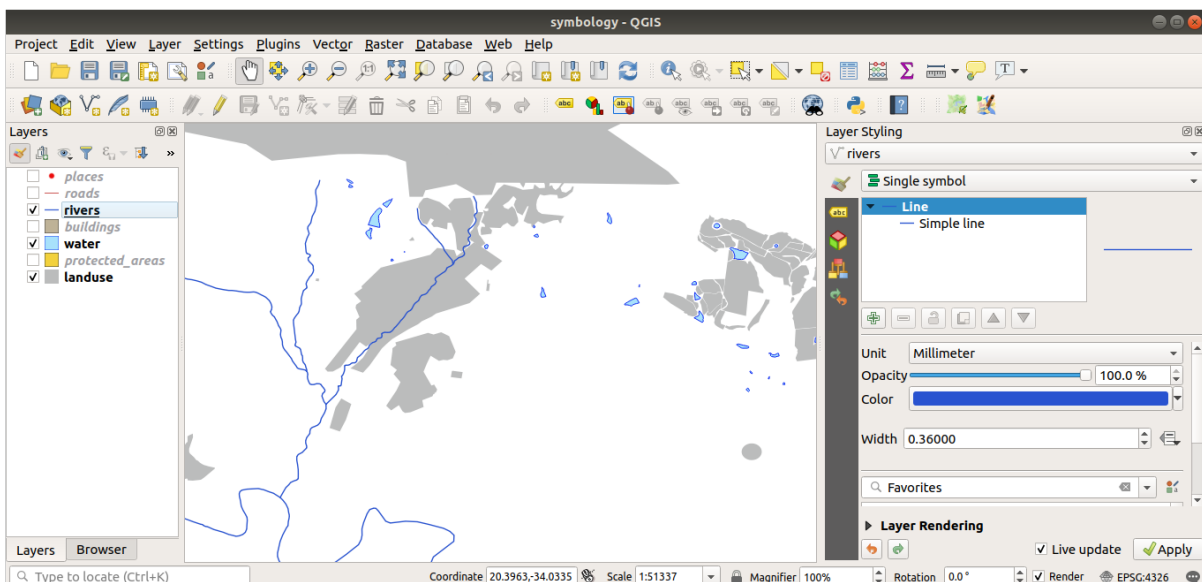 symbology - QGIS
Project Edit View Layer Settings Plugins Vector Raster Database Web Help
Layers
places
roads
rivers
buildings
water
protected_areas
landuse
Layers Browser
Layer Styling
rivers
Single symbol
Line
Simple line
Unit Millimeter
Opacity 100.0 %
Color
Width 0.36000
Favorites
Layer Rendering
Live update Apply
Type to locate (Ctrl+K) Coordinate 20.3963,-34.0335 Scale 1:51337 Magnifier 100% Rotation 0.0° Render EPSG:4326